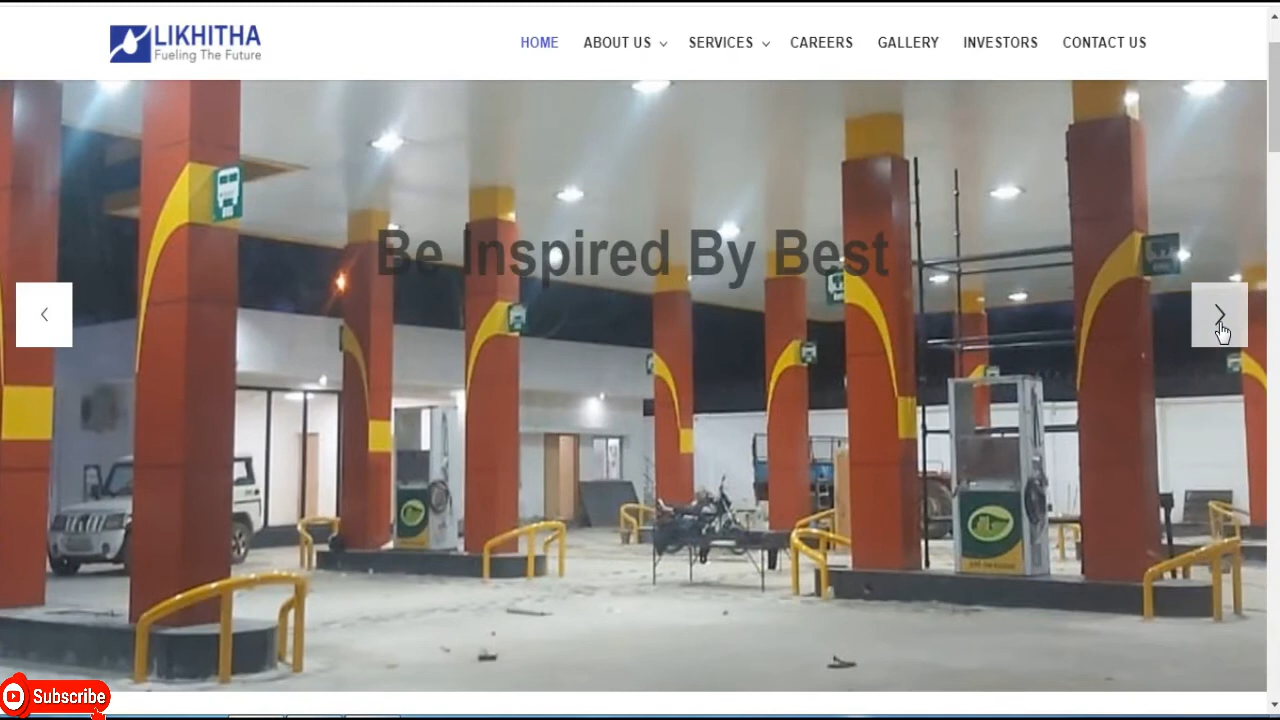 LIKHITHA
Fueling The Future
HOME ABOUT US SERVICES CAREERS GALLERY INVESTORS CONTACT US
Be Inspired By Best
Subscribe